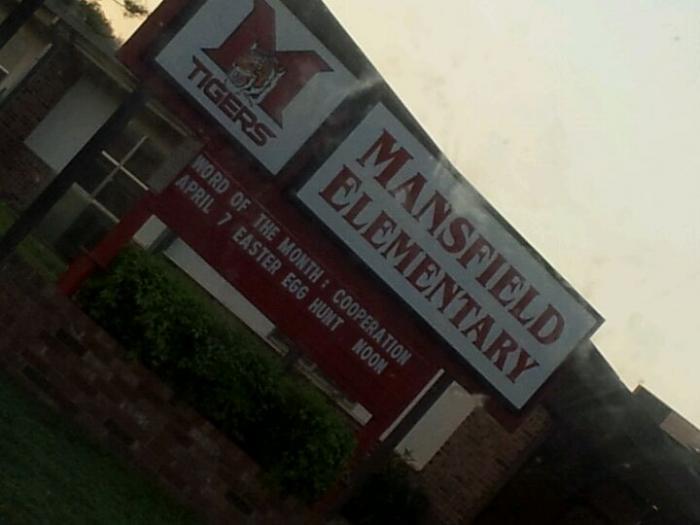 M
TIGERS
MANSFIELD
ELEMENTARY
WORD OF THE MONTH : COOPERATION
APRIL 7 EASTER EGG HUNT NOON